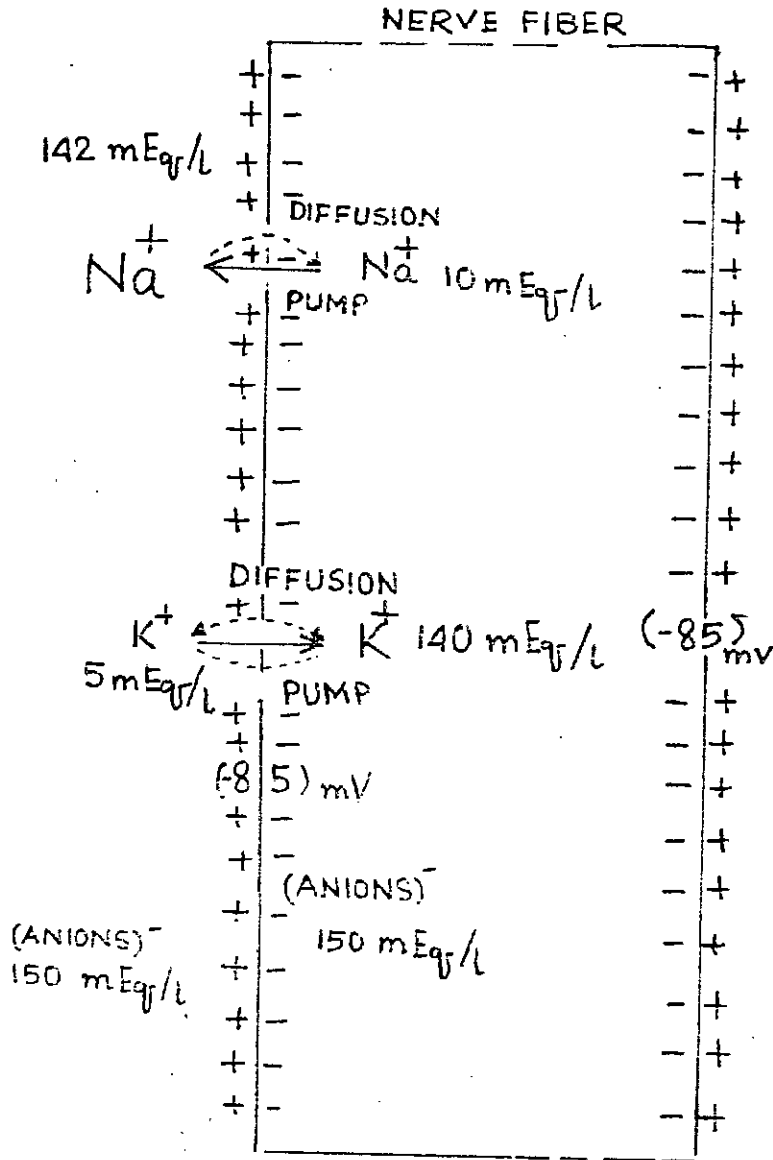 NERVE FIBER
142 mEq/l
DIFFUSION
Na+ Na+ 10 mEq/l
PUMP
DIFFUSION
K+ K+ 140 mEq/l (-85) mV
5 mEq/l PUMP
(-85) mV
(ANIONS)-
150 mEq/l
(ANIONS)-
150 mEq/l